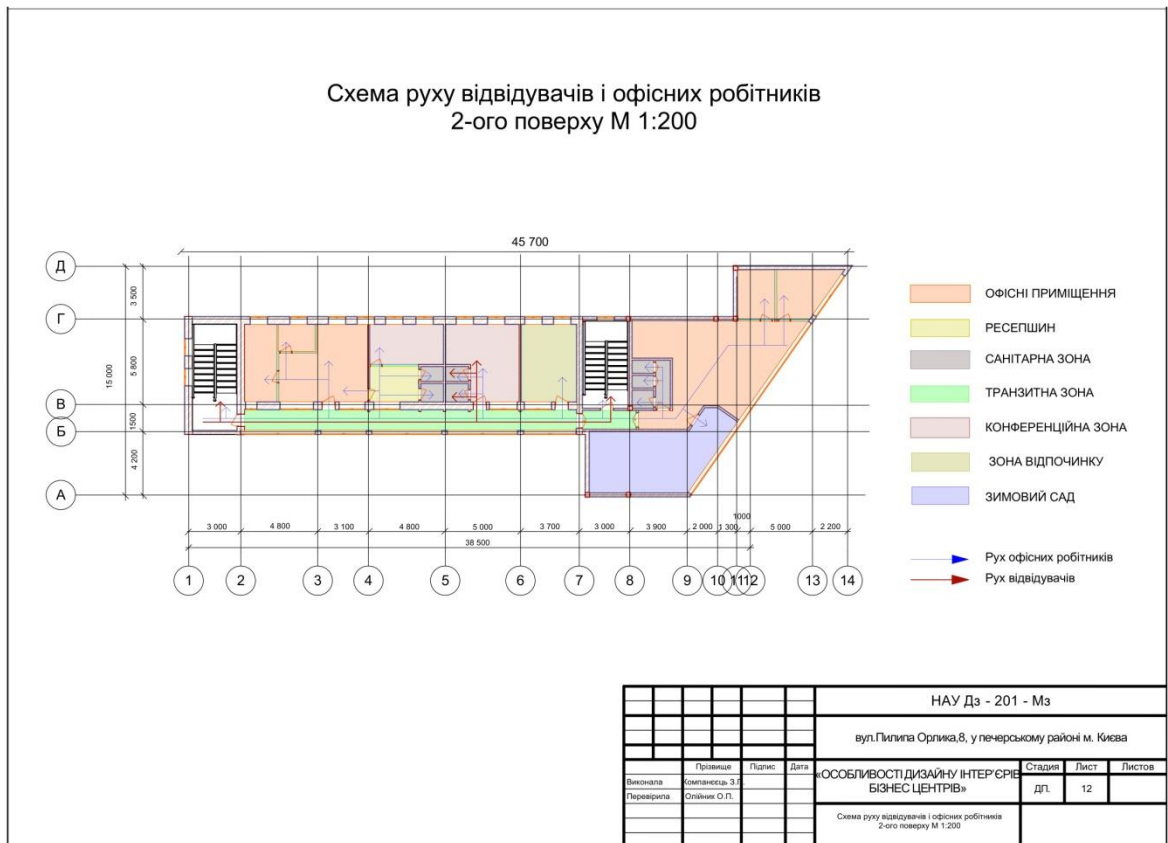 Схема руху відвідувачів і офісних робітників
2-ого поверху М 1:200
45 700
Д
Г
В
Б
А
15 000
3 500
5 800
1500
4 200
3 000
4 800
3 100
4 800
5 000
3 700
3 000
3 900
2 000
1 300
1000
5 000
2 200
38 500
1
2
3
4
5
6
7
8
9
10
11
12
13
14
ОФІСНІ ПРИМІЩЕННЯ
РЕСЕПШИН
САНІТАРНА ЗОНА
ТРАНЗИТНА ЗОНА
КОНФЕРЕНЦІЙНА ЗОНА
ЗОНА ВІДПОЧИНКУ
ЗИМОВИЙ САД
Рух офісних робітників
Рух відвідувачів
НАУ Дз - 201 - Мз
вул.Пилипа Орлика,8, у печерському районі м. Києва
Прізвище Підпис Дата
Виконала Компанєєць З.Г.
Перевірила Олійник О.П.
«ОСОБЛИВОСТІ ДИЗАЙНУ ІНТЕР'ЄРІВ
БІЗНЕС ЦЕНТРІВ»
Стадия Лист Листов
ДП. 12
Схема руху відвідувачів і офісних робітників
2-ого поверху М 1:200